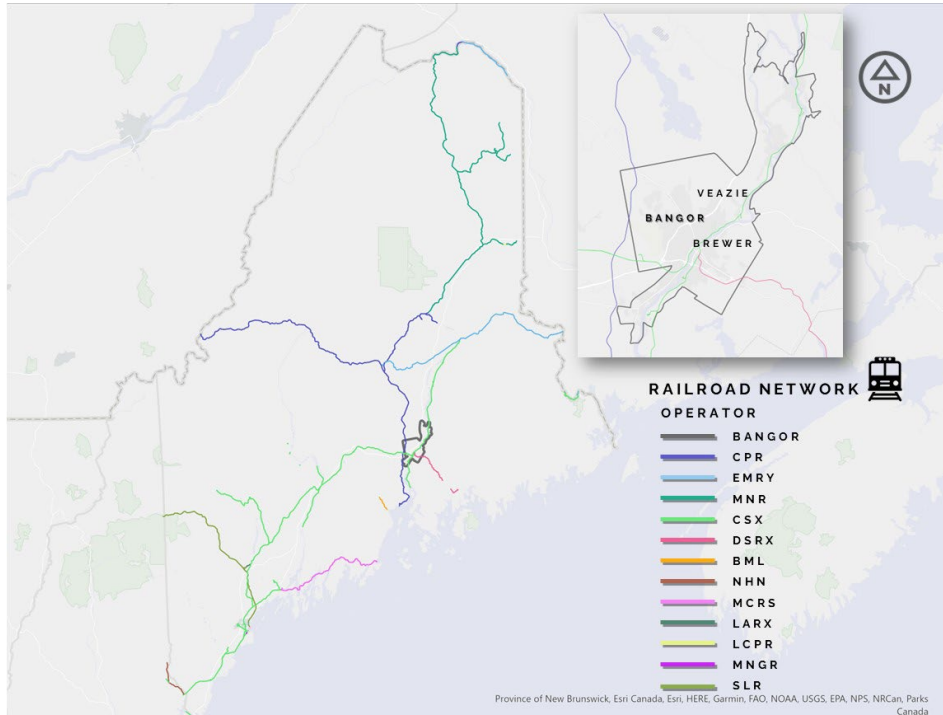 N
VEAZIE
BANGOR
BREWER
RAILROAD NETWORK
OPERATOR
BANGOR
CPR
EMRY
MNR
CSX
DSRX
BML
NHN
MCRS
LARX
LCPR
MNGR
SLR
Province of New Brunswick, Esri Canada, Esri, HERE, Garmin, FAO, NOAA, USGS, EPA, NPS, NRCan, Parks
Canada